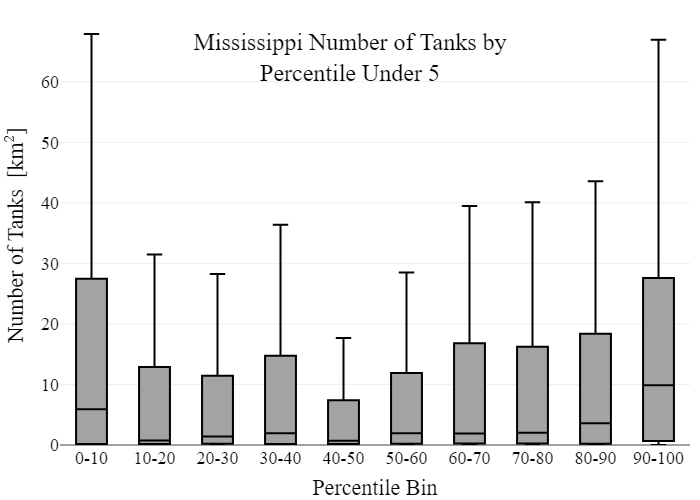 Mississippi Number of Tanks by
Percentile Under 5
Number of Tanks [km²]
60
50
40
30
20
10
0
0-10 10-20 20-30 30-40 40-50 50-60 60-70 70-80 80-90 90-100
Percentile Bin